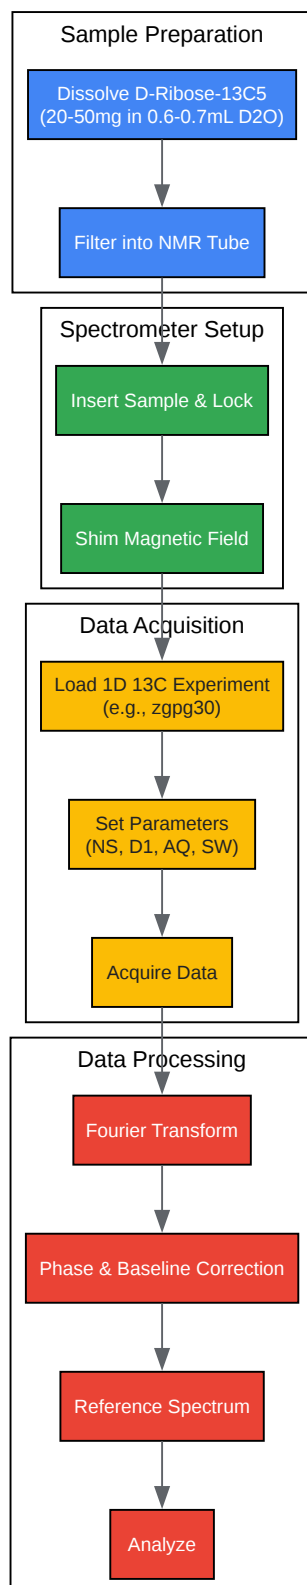 Sample Preparation
Dissolve D-Ribose-13C5
(20-50mg in 0.6-0.7mL D2O)
Filter into NMR Tube
Spectrometer Setup
Insert Sample & Lock
Shim Magnetic Field
Data Acquisition
Load 1D 13C Experiment
(e.g., zgpg30)
Set Parameters
(NS, D1, AQ, SW)
Acquire Data
Data Processing
Fourier Transform
Phase & Baseline Correction
Reference Spectrum
Analyze